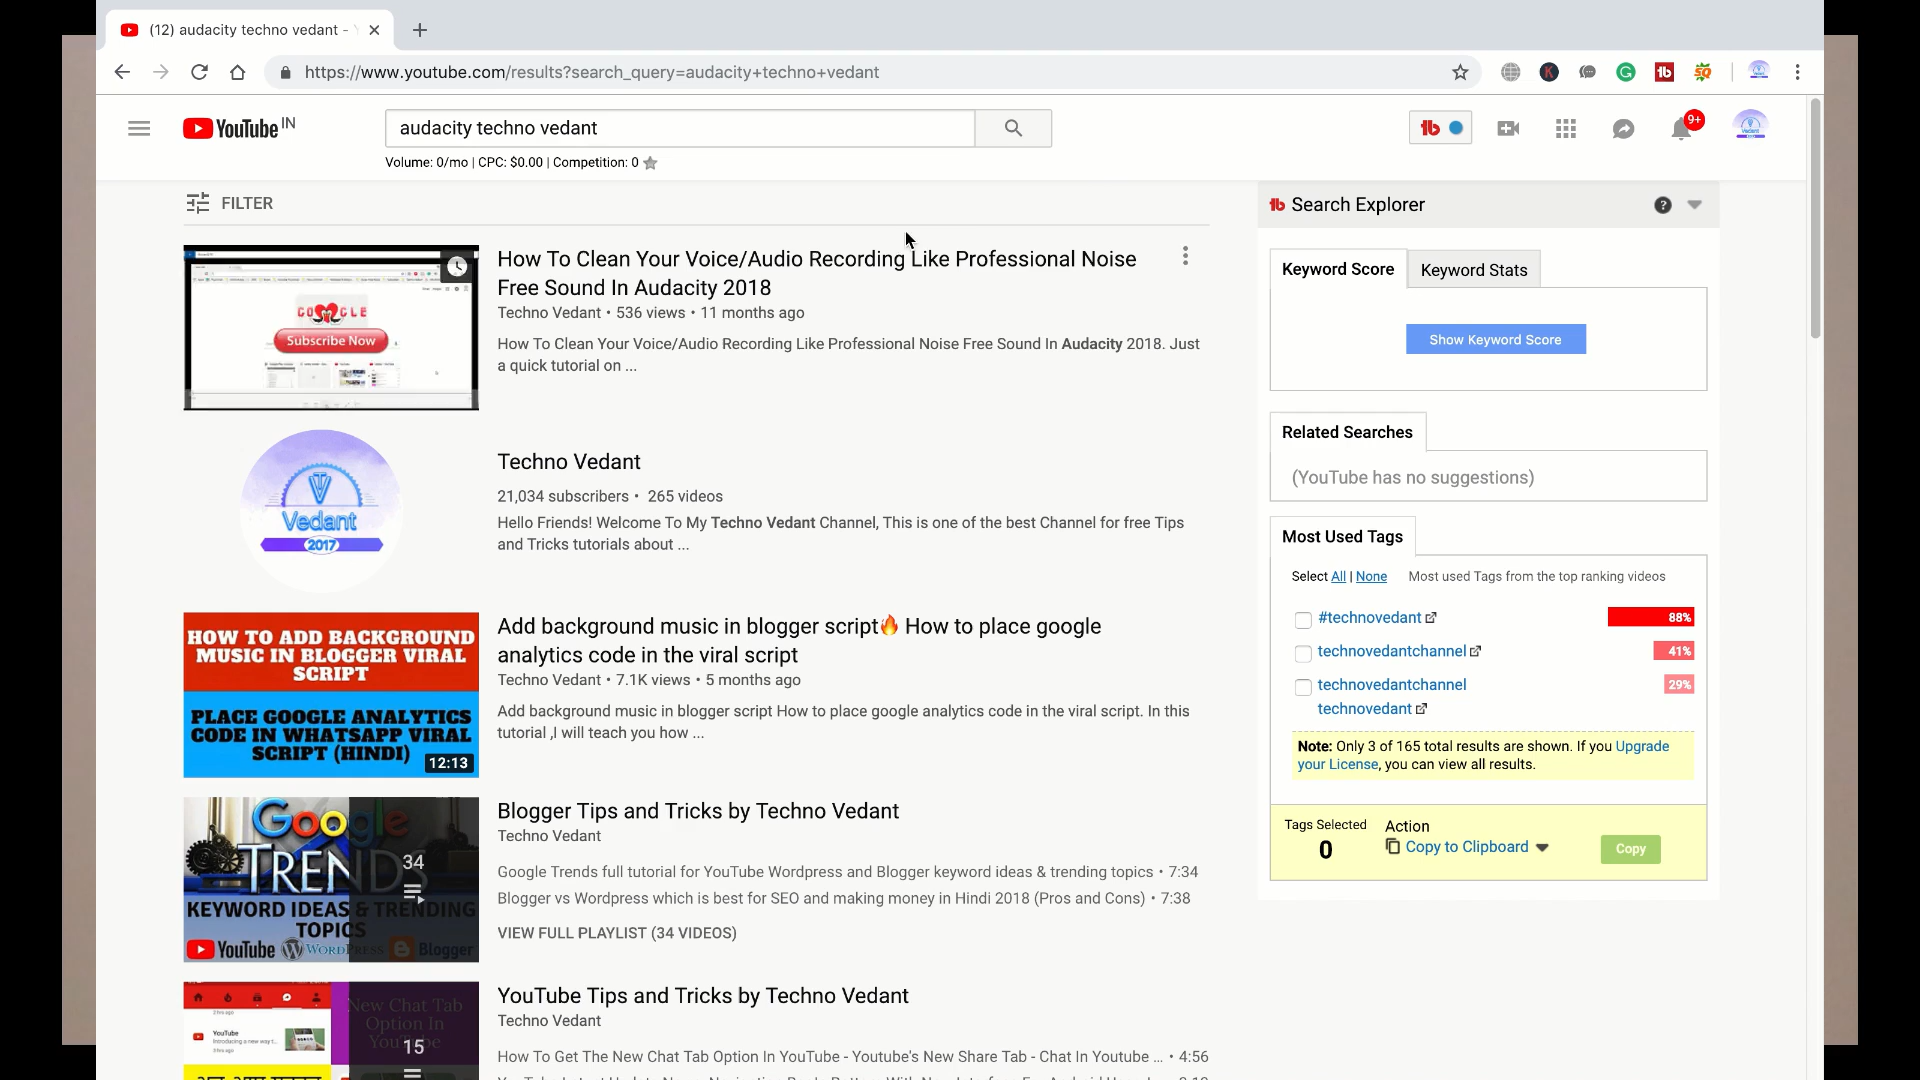 (12) audacity techno vedant -
https://www.youtube.com/results?search_query=audacity+techno+vedant
YouTube IN
audacity techno vedant
9+
Volume: 0/mo | CPC: $0.00 | Competition: 0
FILTER
How To Clean Your Voice/Audio Recording Like Professional Noise
Free Sound In Audacity 2018
Techno Vedant • 536 views • 11 months ago
How To Clean Your Voice/Audio Recording Like Professional Noise Free Sound In Audacity 2018. Just
a quick tutorial on ...
Subscribe Now
Techno Vedant
21,034 subscribers • 265 videos
Hello Friends! Welcome To My Techno Vedant Channel, This is one of the best Channel for free Tips
and Tricks tutorials about ...
Vedant
2017
HOW TO ADD BACKGROUND
MUSIC IN BLOGGER VIRAL
SCRIPT
PLACE GOOGLE ANALYTICS
CODE IN WHATSAPP VIRAL
SCRIPT (HINDI)
12:13
Add background music in blogger script🔥 How to place google
analytics code in the viral script
Techno Vedant • 7.1K views • 5 months ago
Add background music in blogger script How to place google analytics code in the viral script. In this
tutorial ,I will teach you how ...
Google
TRENDS
KEYWORD IDEAS & TRENDING
TOPICS
YouTube WORDPRESS Blogger
34
Blogger Tips and Tricks by Techno Vedant
Techno Vedant
Google Trends full tutorial for YouTube Wordpress and Blogger keyword ideas & trending topics • 7:34
Blogger vs Wordpress which is best for SEO and making money in Hindi 2018 (Pros and Cons) • 7:38
VIEW FULL PLAYLIST (34 VIDEOS)
New Chat Tab
Option In
YouTube
YouTube
15
YouTube Tips and Tricks by Techno Vedant
Techno Vedant
How To Get The New Chat Tab Option In YouTube - Youtube's New Share Tab - Chat In Youtube ... • 4:56
Search Explorer
Keyword Score
Keyword Stats
Show Keyword Score
Related Searches
(YouTube has no suggestions)
Most Used Tags
Select All | None Most used Tags from the top ranking videos
#technovedant 88%
technovedantchannel 41%
technovedantchannel 29%
technovedant
Note: Only 3 of 165 total results are shown. If you Upgrade
your License, you can view all results.
Tags Selected
0
Action
Copy to Clipboard
Copy